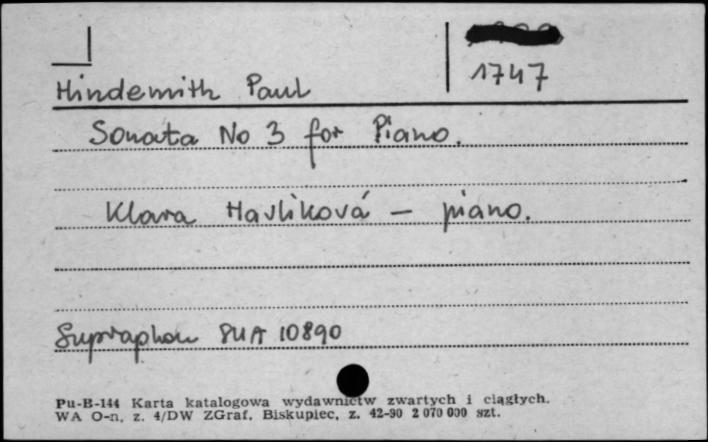 1747
Hindemith Paul
Sonata No 3 for Piano.
Klara Havlíková – piano.
Supraphon SUA 10890
Pu-B-144 Karta katalogowa wydawnictw zwartych i ciągłych.
WA O-n, z. 4/DW ZGraf. Biskupiec, z. 42-90 2 070 000 szt.